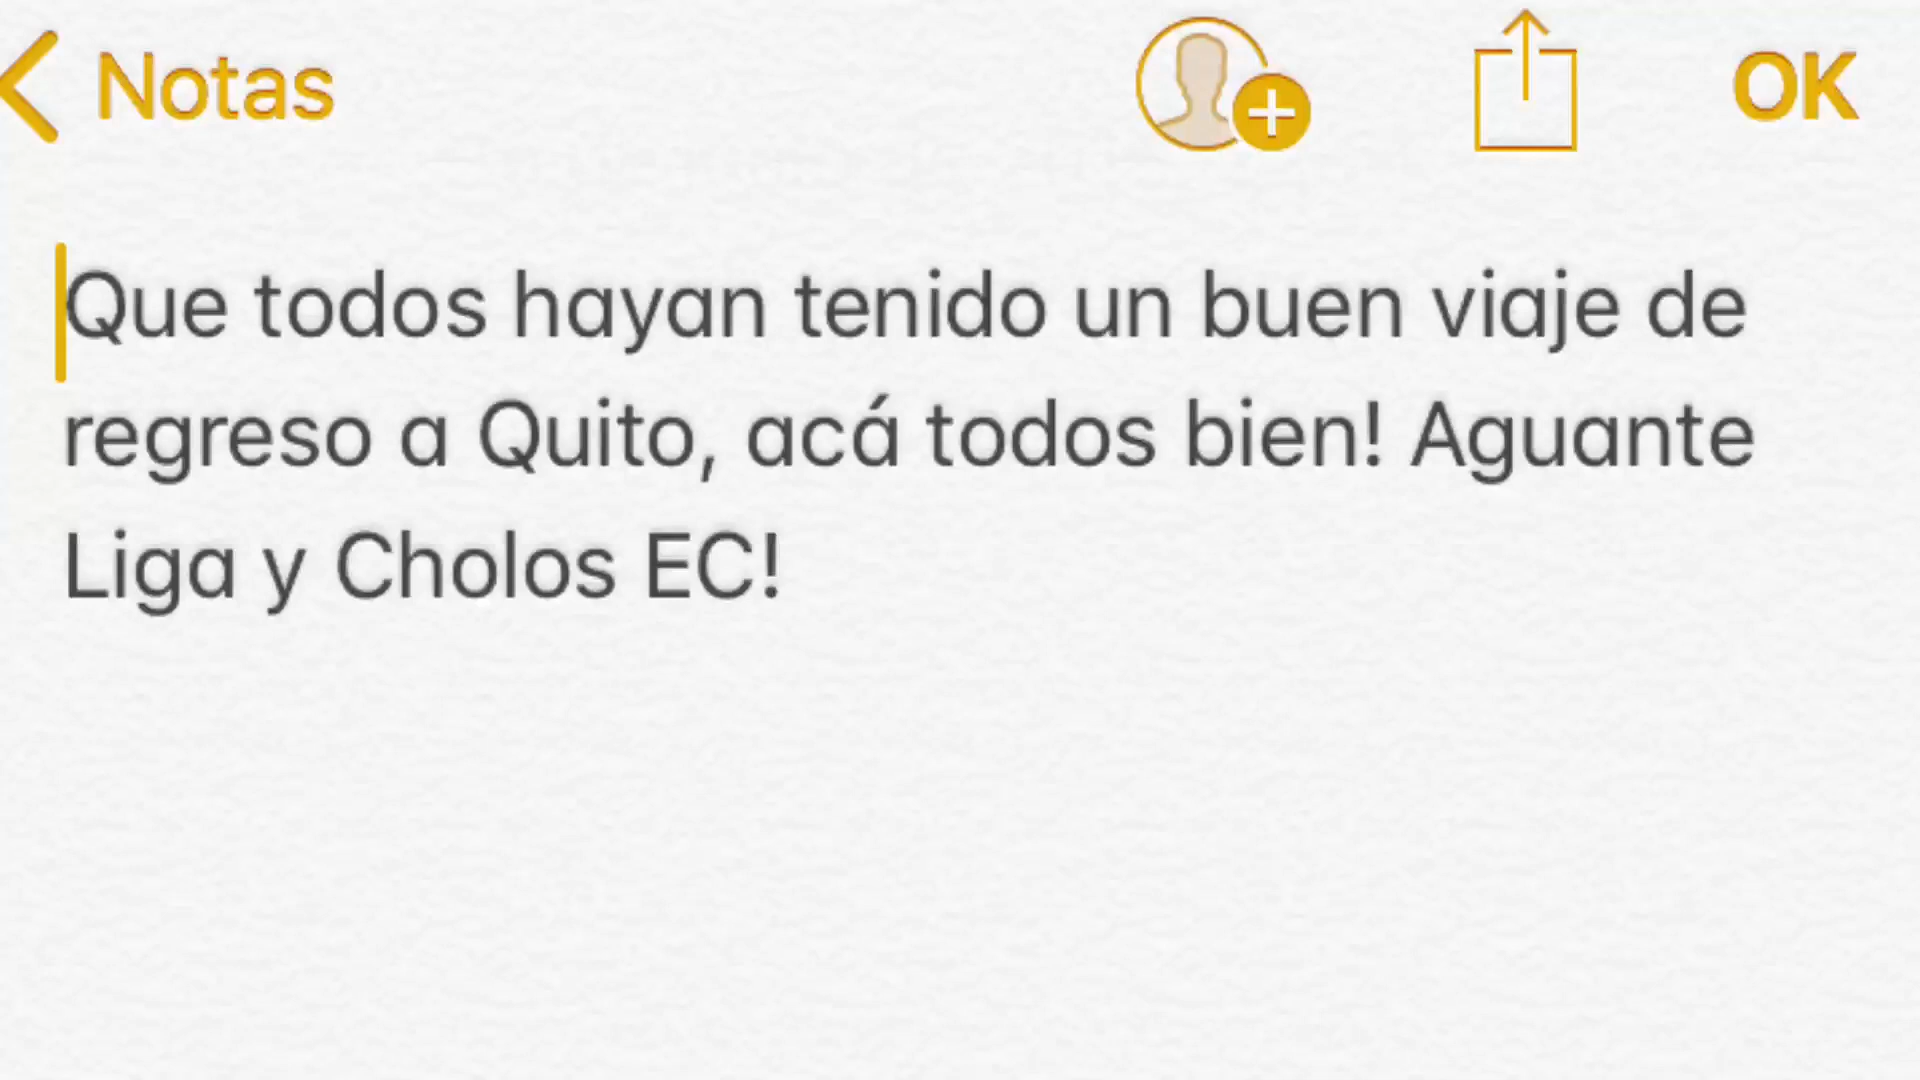 Notas OK
Que todos hayan tenido un buen viaje de
regreso a Quito, acá todos bien! Aguante
Liga y Cholos EC!